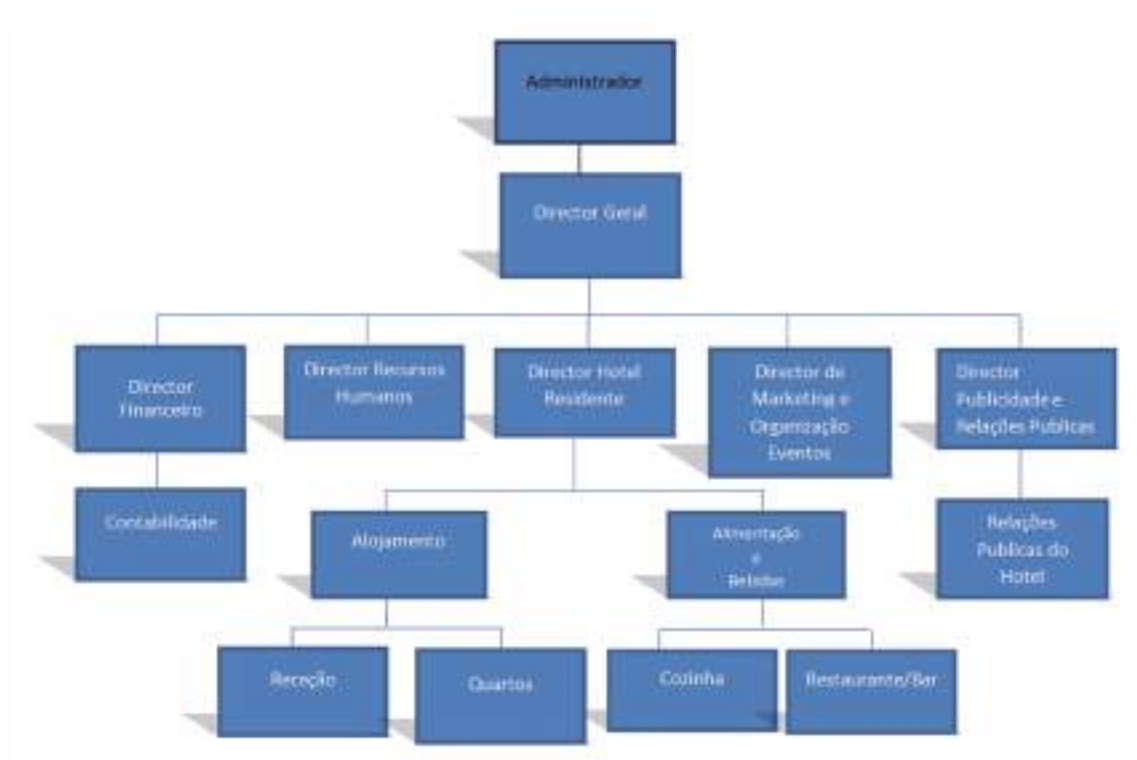 Administrador
Director Geral
Director
Financeiro
Director Recursos
Humanos
Director Hotel
Residente
Director de
Marketing e
Organização
Eventos
Director
Publicidade e
Relações Publicas
Contabilidade
Alojamento
Alimentação
e
Bebidas
Relações
Publicas do
Hotel
Receção
Quartos
Cozinha
Restaurante/Bar